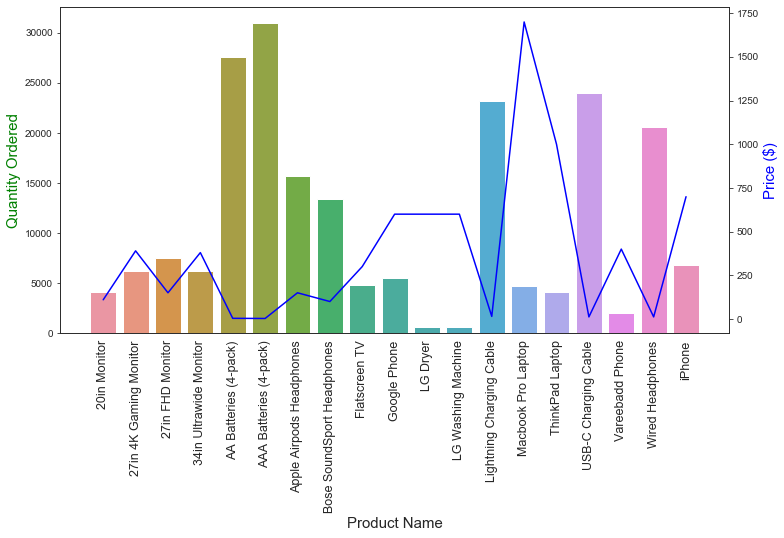 Quantity Ordered
30000
25000
20000
15000
10000
5000
0
1750
1500
1250
1000
750
500
250
0
Price ($)
20in Monitor
27in 4K Gaming Monitor
27in FHD Monitor
34in Ultrawide Monitor
AA Batteries (4-pack)
AAA Batteries (4-pack)
Apple Airpods Headphones
Bose SoundSport Headphones
Flatscreen TV
Google Phone
LG Dryer
LG Washing Machine
Lightning Charging Cable
Macbook Pro Laptop
ThinkPad Laptop
USB-C Charging Cable
Vareebadd Phone
Wired Headphones
iPhone
Product Name